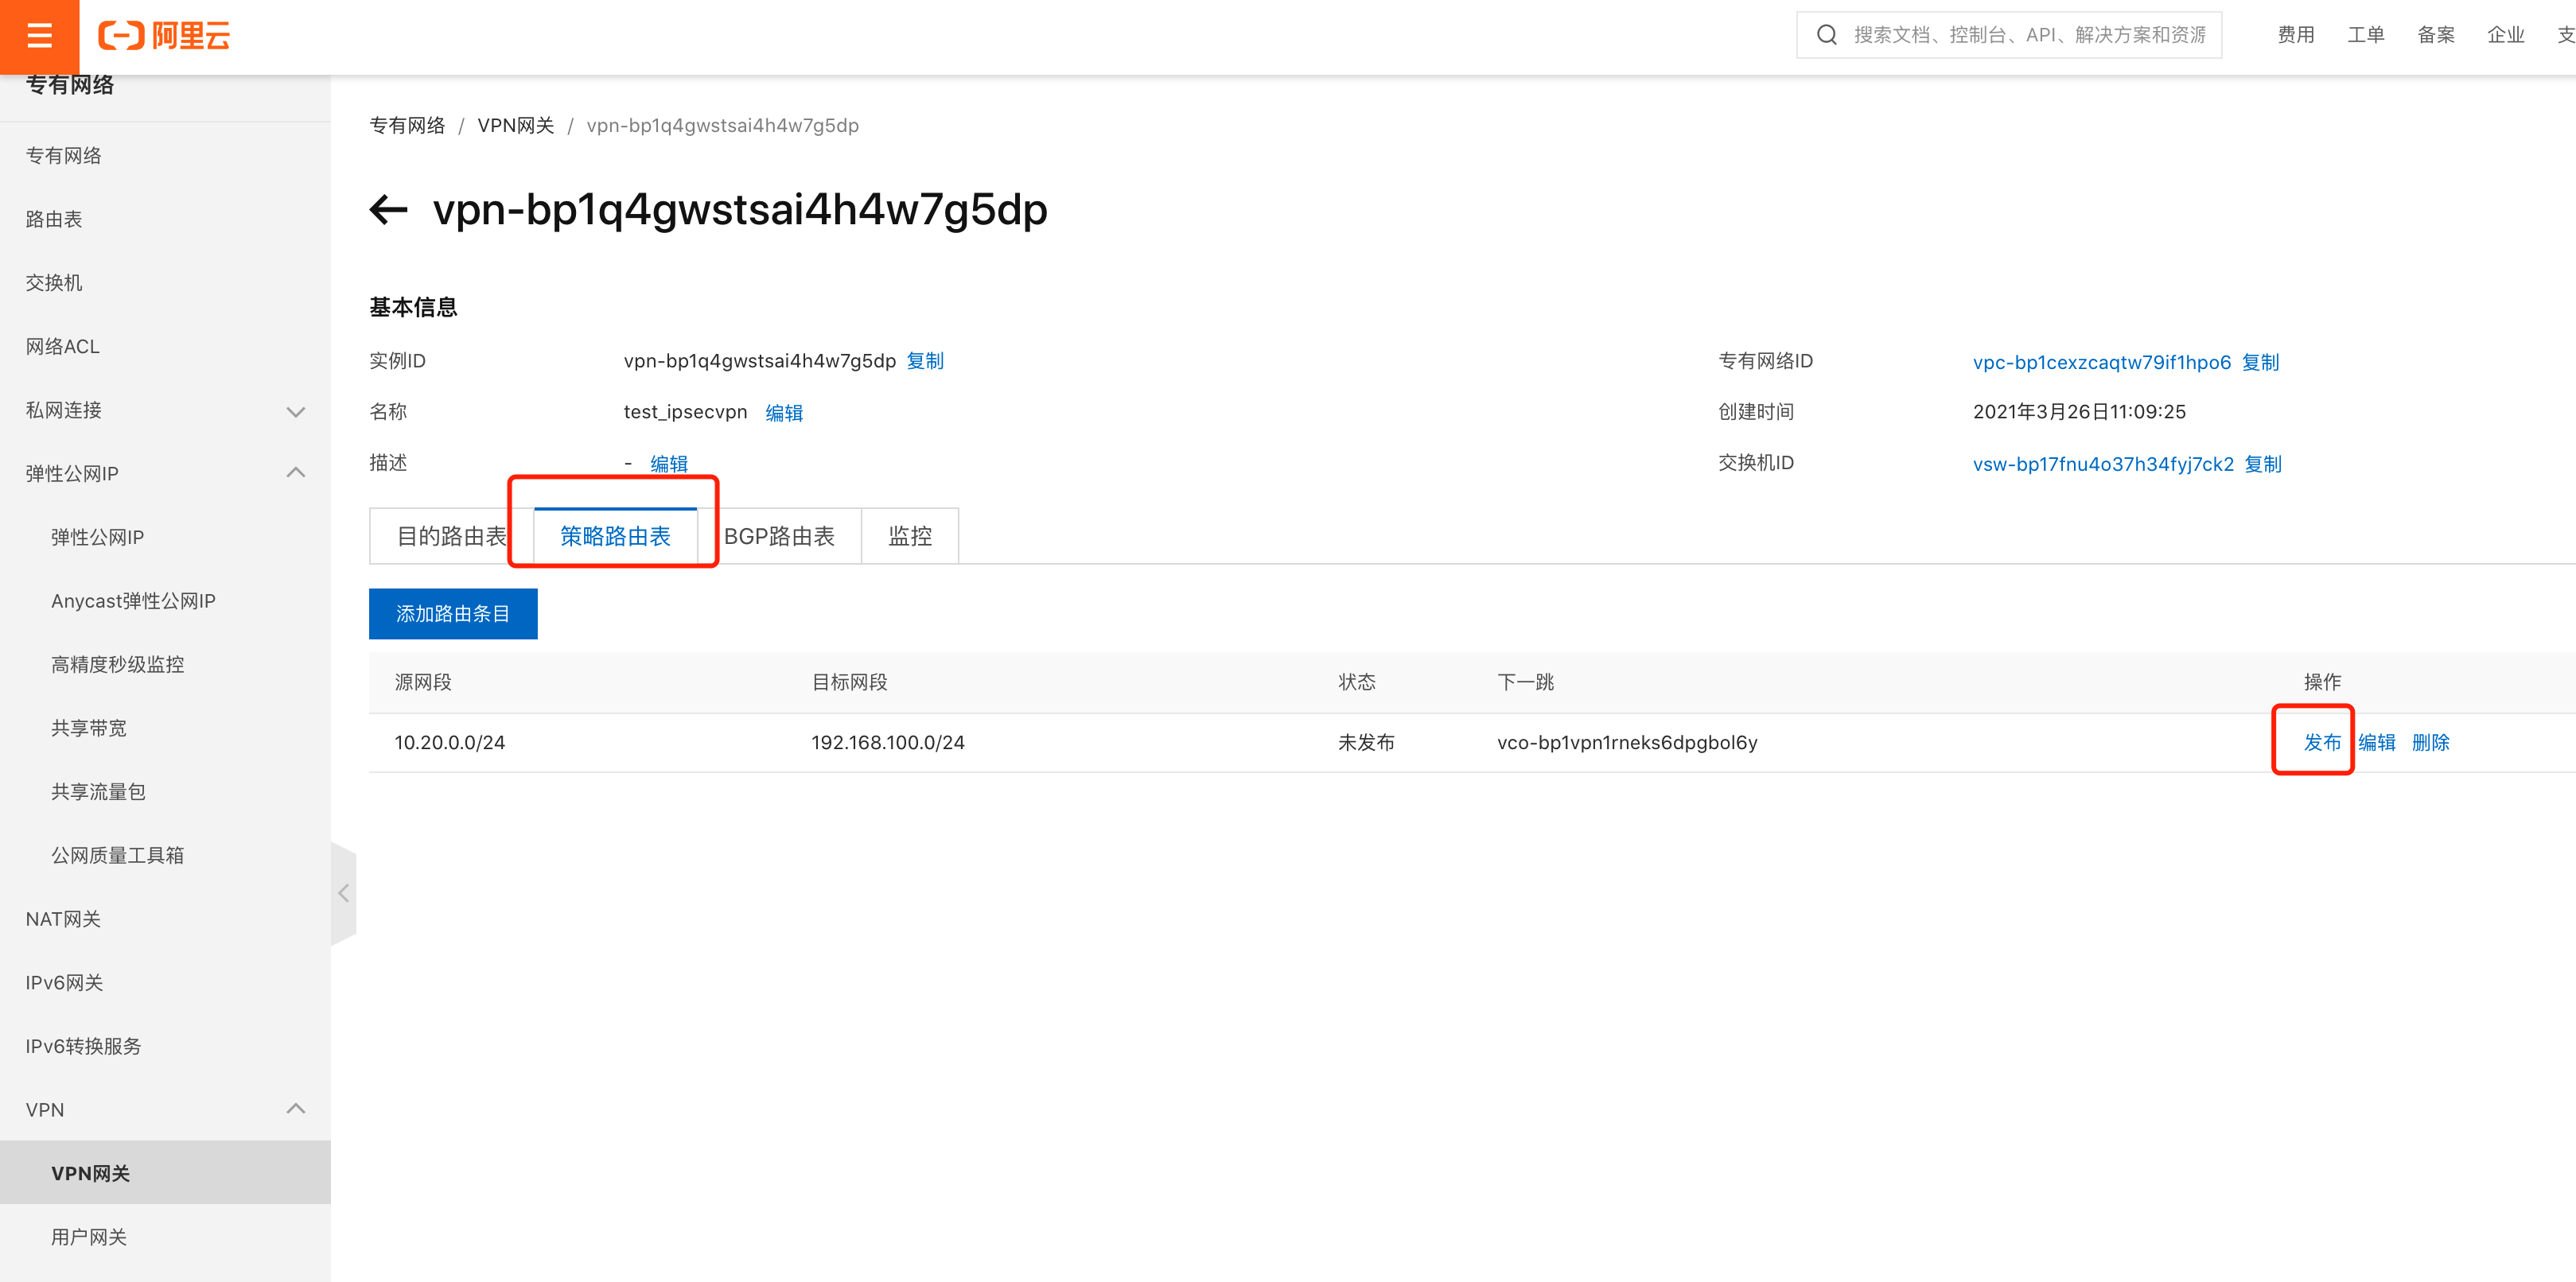 阿里云
搜索文档、控制台、API、解决方案和资源
费用 工单 备案 企业 支
专有网络
专有网络
路由表
交换机
网络ACL
私网连接
弹性公网IP
弹性公网IP
Anycast弹性公网IP
高精度秒级监控
共享带宽
共享流量包
公网质量工具箱
NAT网关
IPv6网关
IPv6转换服务
VPN
VPN网关
用户网关
专有网络 / VPN网关 / vpn-bp1q4gwstsai4h4w7g5dp
vpn-bp1q4gwstsai4h4w7g5dp
基本信息
实例ID vpn-bp1q4gwstsai4h4w7g5dp 复制 专有网络ID vpc-bp1cexzcaqtw79if1hpo6 复制
名称 test_ipsecvpn 编辑 创建时间 2021年3月26日11:09:25
描述 - 编辑 交换机ID vsw-bp17fnu4o37h34fyj7ck2 复制
目的路由表 策略路由表 BGP路由表 监控
添加路由条目
源网段 目标网段 状态 下一跳 操作
10.20.0.0/24 192.168.100.0/24 未发布 vco-bp1vpn1rneks6dpgbol6y 发布 编辑 删除